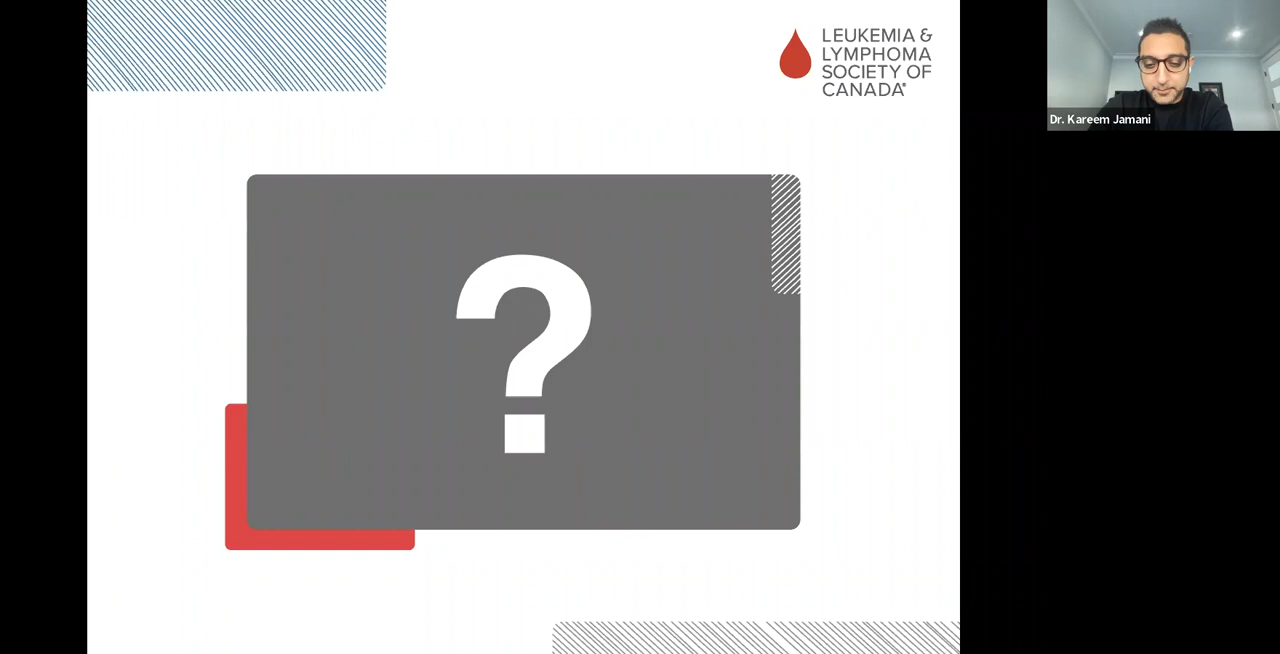 LEUKEMIA &
LYMPHOMA
SOCIETY OF
CANADA®
?
Dr. Kareem Jamani